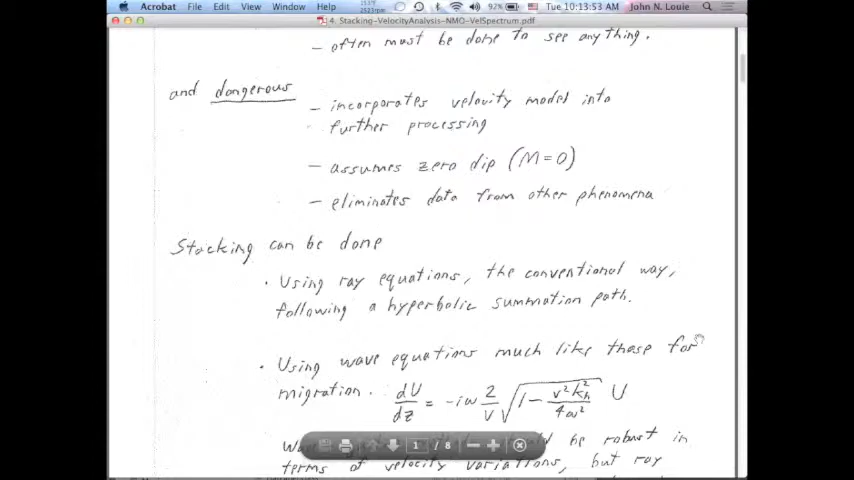 Acrobat File Edit View Window Help 92% Tue 10:13:53 AM John N. Louie
4. Stacking-VelocityAnalysis-NMO-VelSpectrum.pdf
- often must be done to see anything.
and dangerous
- incorporates velocity model into
further processing
- assumes zero dip (M=0)
- eliminates data from other phenomena
Stacking can be done
• Using ray equations, the conventional way,
following a hyperbolic summation path.
• Using wave equations much like those for
migration. dU/dz = -iω 2/v √(1 - v²k²h/4ω²) U
1 / 8
be robust in
terms of velocity variations, but ray